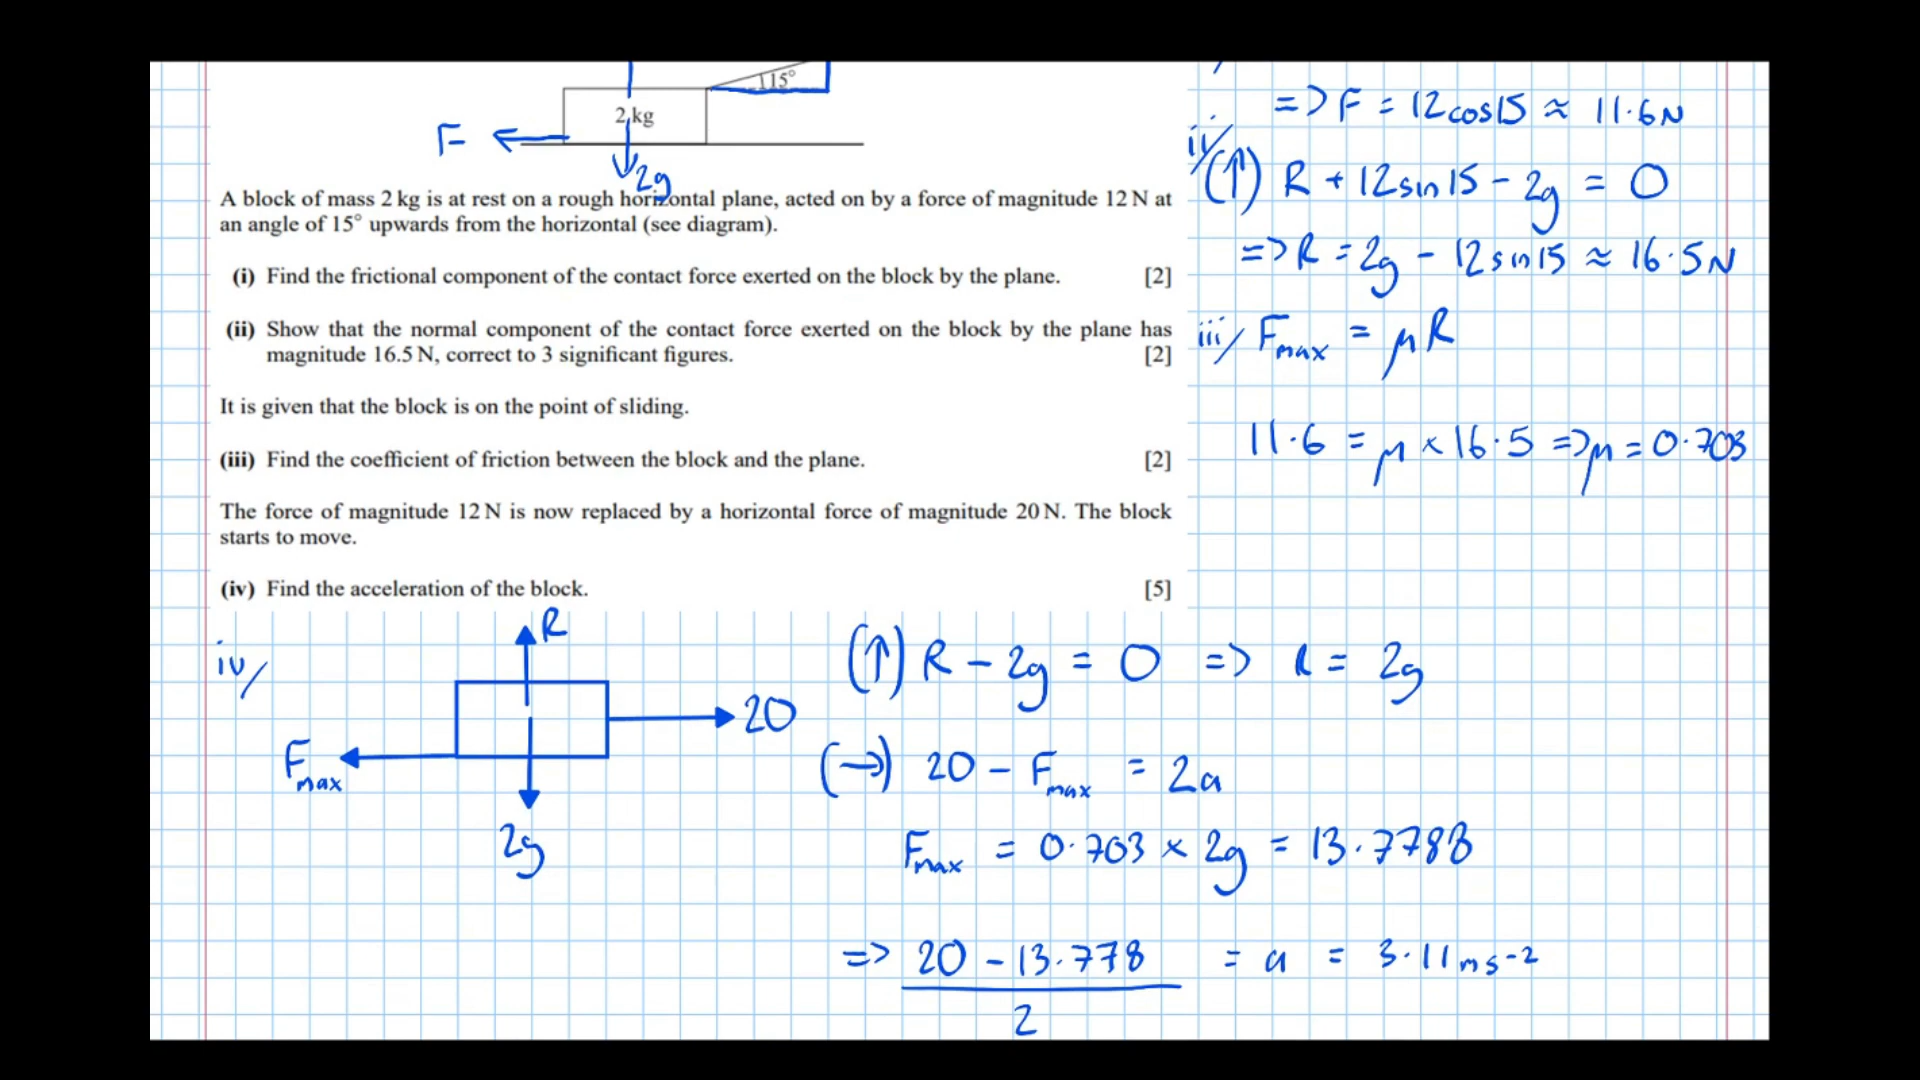 15°
2 kg
F
2g
A block of mass 2 kg is at rest on a rough horizontal plane, acted on by a force of magnitude 12 N at
an angle of 15° upwards from the horizontal (see diagram).
(i) Find the frictional component of the contact force exerted on the block by the plane. [2]
(ii) Show that the normal component of the contact force exerted on the block by the plane has
magnitude 16.5 N, correct to 3 significant figures. [2]
It is given that the block is on the point of sliding.
(iii) Find the coefficient of friction between the block and the plane. [2]
The force of magnitude 12 N is now replaced by a horizontal force of magnitude 20 N. The block
starts to move.
(iv) Find the acceleration of the block. [5]
=> F = 12cos15 ≈ 11.6N
ii/
(↑) R + 12sin15 - 2g = 0
=> R = 2g - 12sin15 ≈ 16.5N
iii/ Fmax = μR
11.6 = μ × 16.5 => μ = 0.703
iv/
R
20
Fmax
2g
(↑) R - 2g = 0 => R = 2g
(→) 20 - Fmax = 2a
Fmax = 0.703 × 2g = 13.7788
=> 20 - 13.778 = a = 3.11ms-2
2